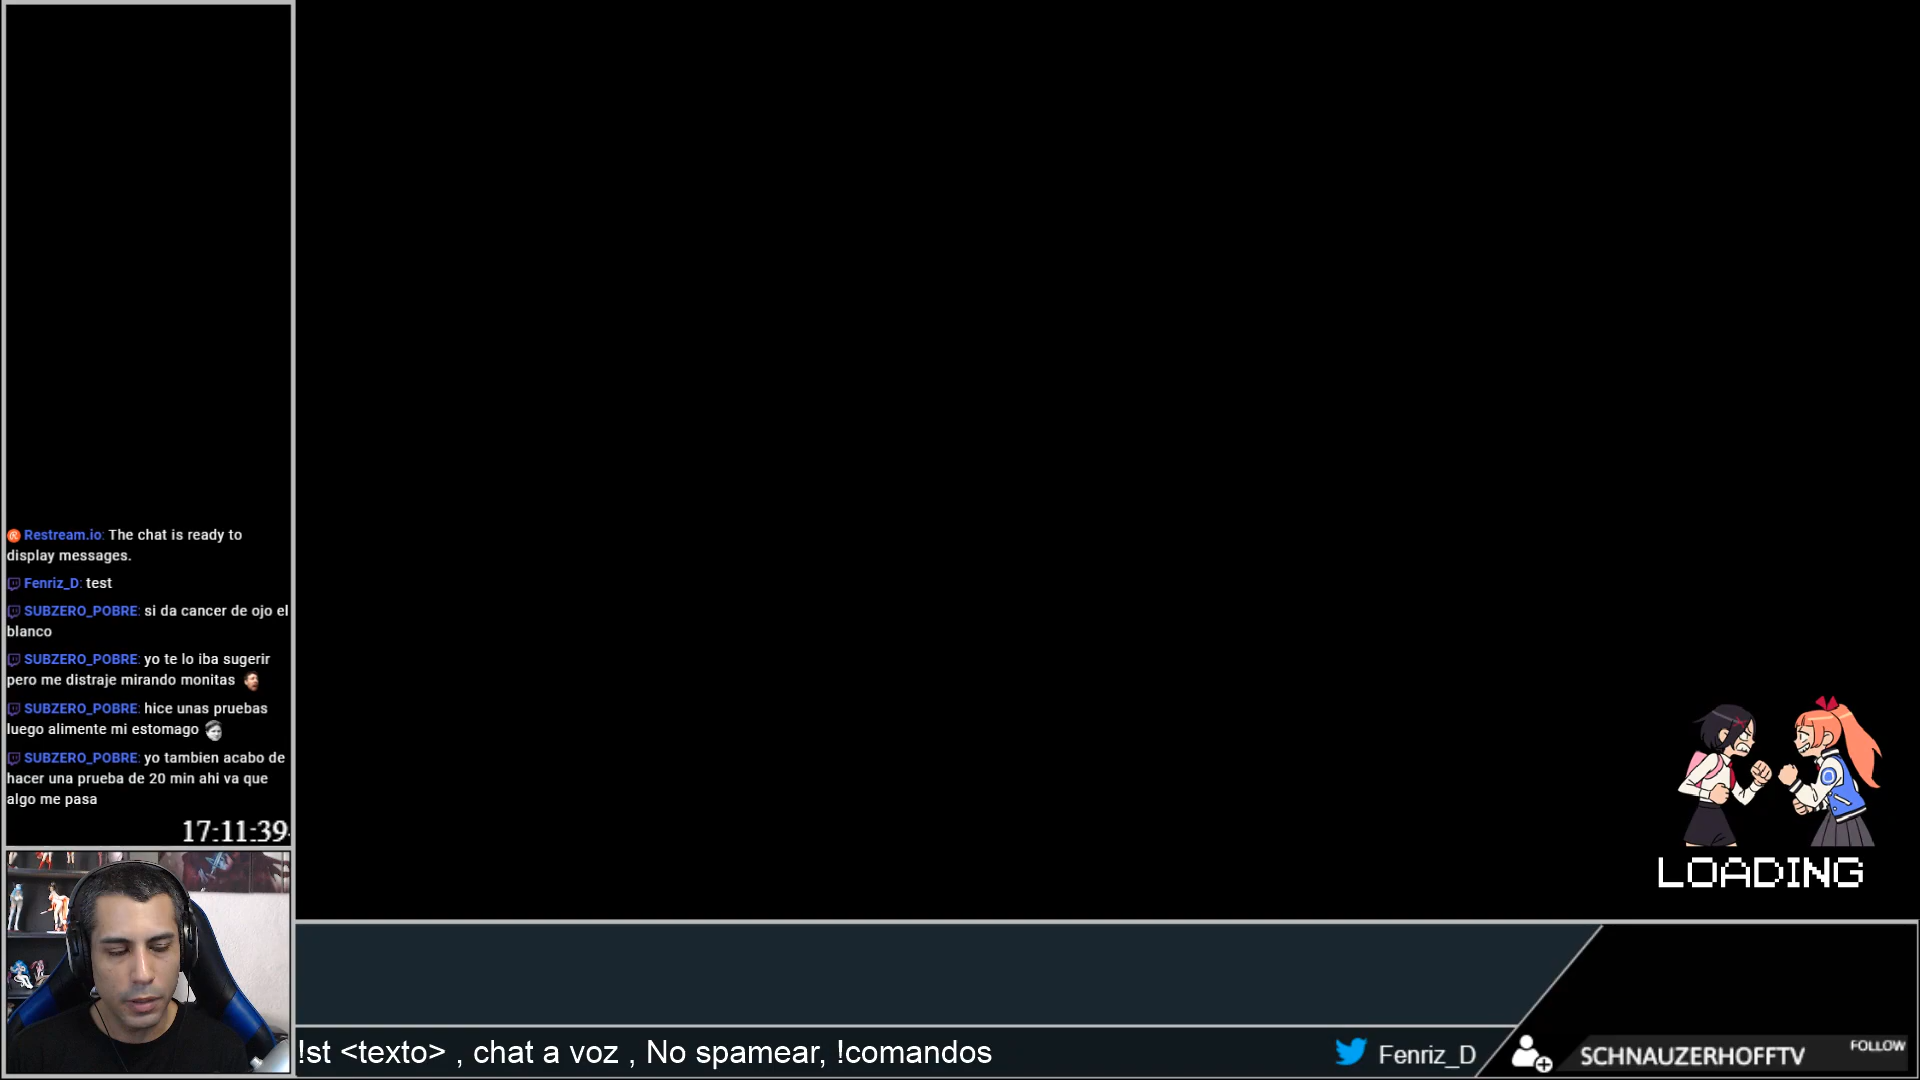 Restream.io: The chat is ready to
display messages.
Fenriz_D: test
SUBZERO_POBRE: si da cancer de ojo el
blanco
SUBZERO_POBRE: yo te lo iba sugerir
pero me distraje mirando monitas
SUBZERO_POBRE: hice unas pruebas
luego alimente mi estomago
SUBZERO_POBRE: yo tambien acabo de
hacer una prueba de 20 min ahi va que
algo me pasa
17:11:39
LOADING
!st <texto> , chat a voz , No spamear, !comandos
Fenriz_D
SCHNAUZERHOFFTV
FOLLOW